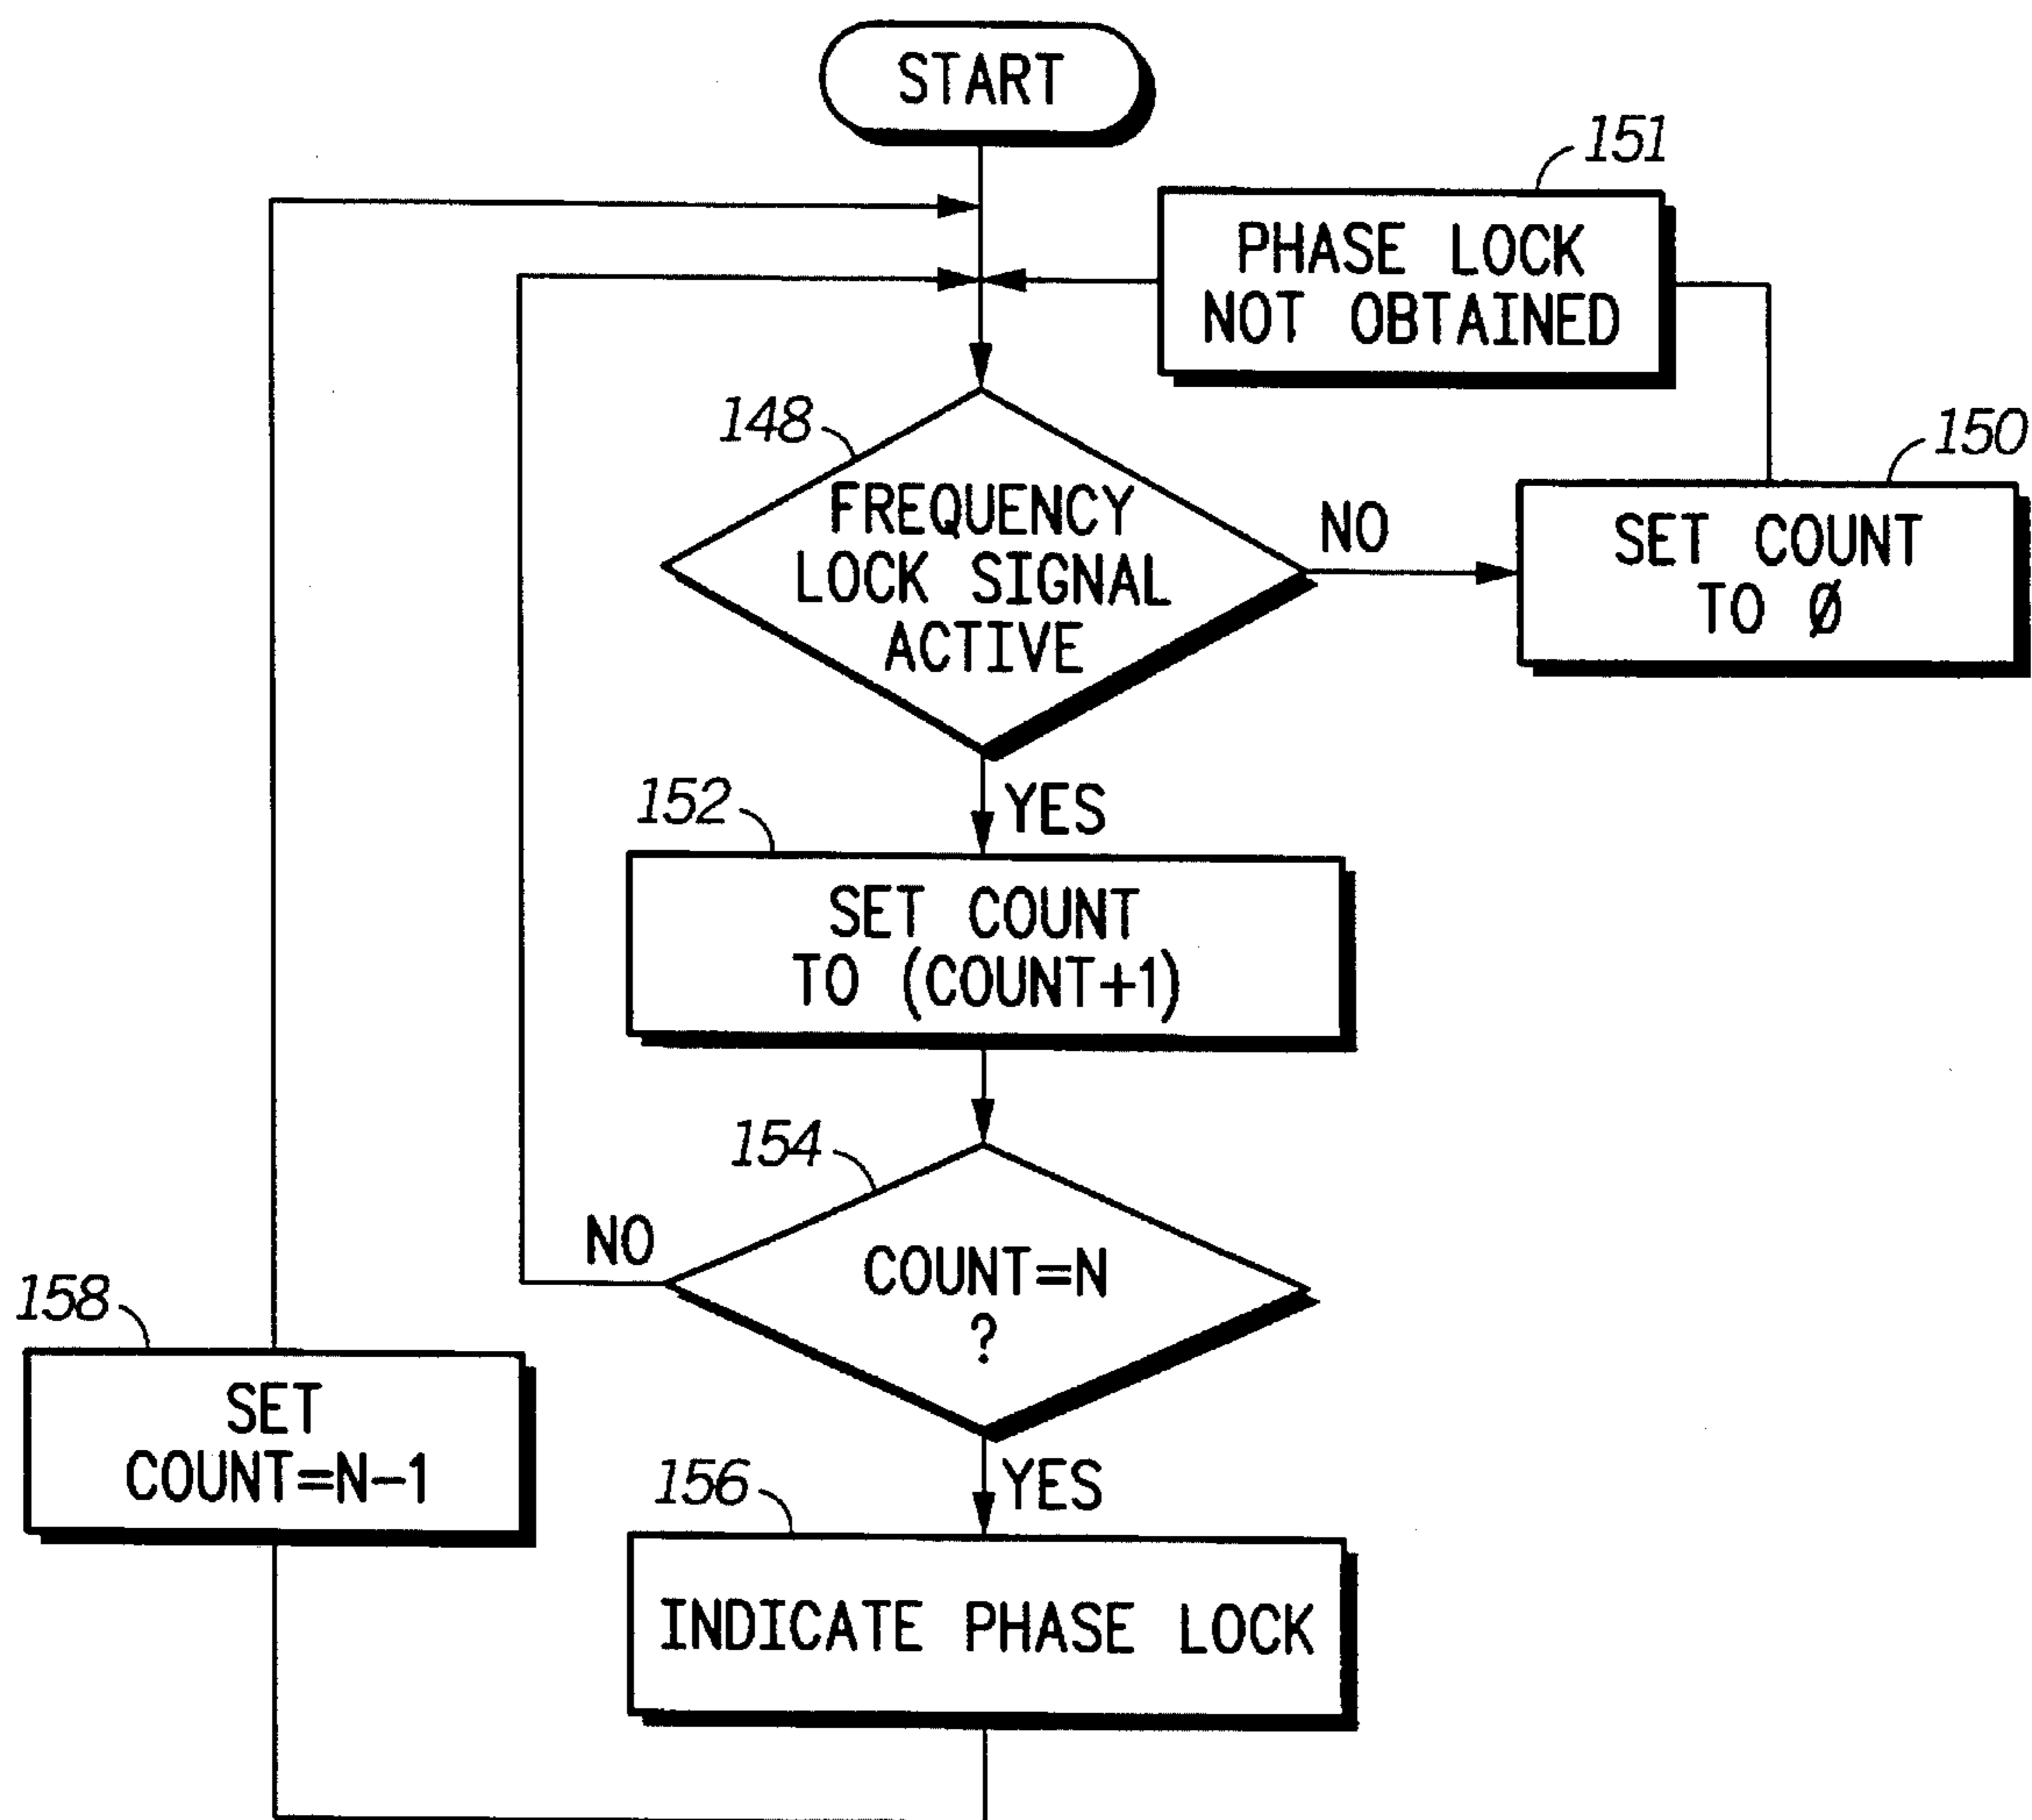 START
151
PHASE LOCK
NOT OBTAINED
148
FREQUENCY
LOCK SIGNAL
ACTIVE
NO
150
SET COUNT
TO Ø
YES
152
SET COUNT
TO (COUNT+1)
154
NO
COUNT=N
?
158
SET
COUNT=N-1
YES
156
INDICATE PHASE LOCK